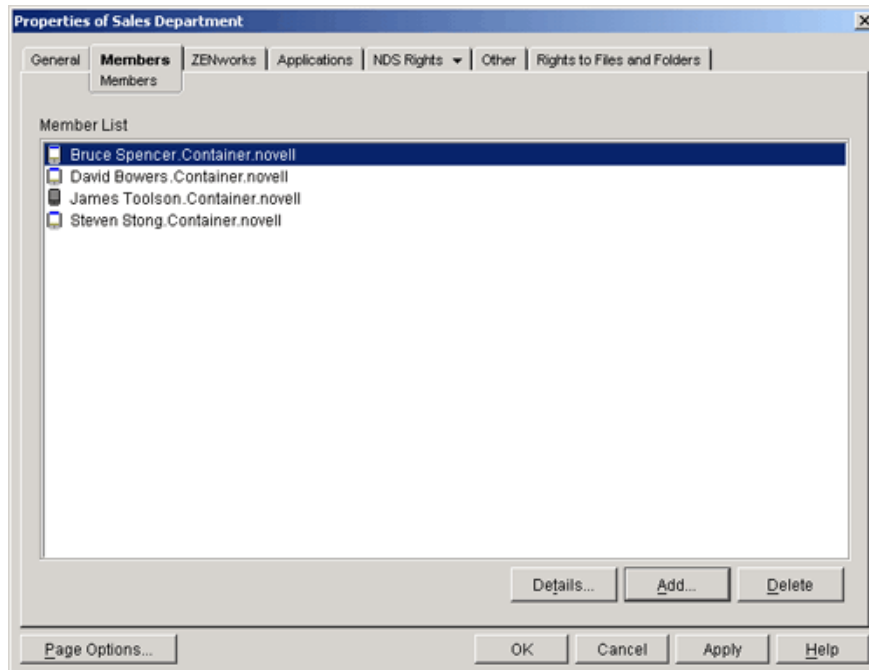 Properties of Sales Department
General Members ZENworks Applications NDS Rights Other Rights to Files and Folders
Members
Member List
Bruce Spencer.Container.novell
David Bowers.Container.novell
James Toolson.Container.novell
Steven Stong.Container.novell
Details... Add... Delete
Page Options... OK Cancel Apply Help